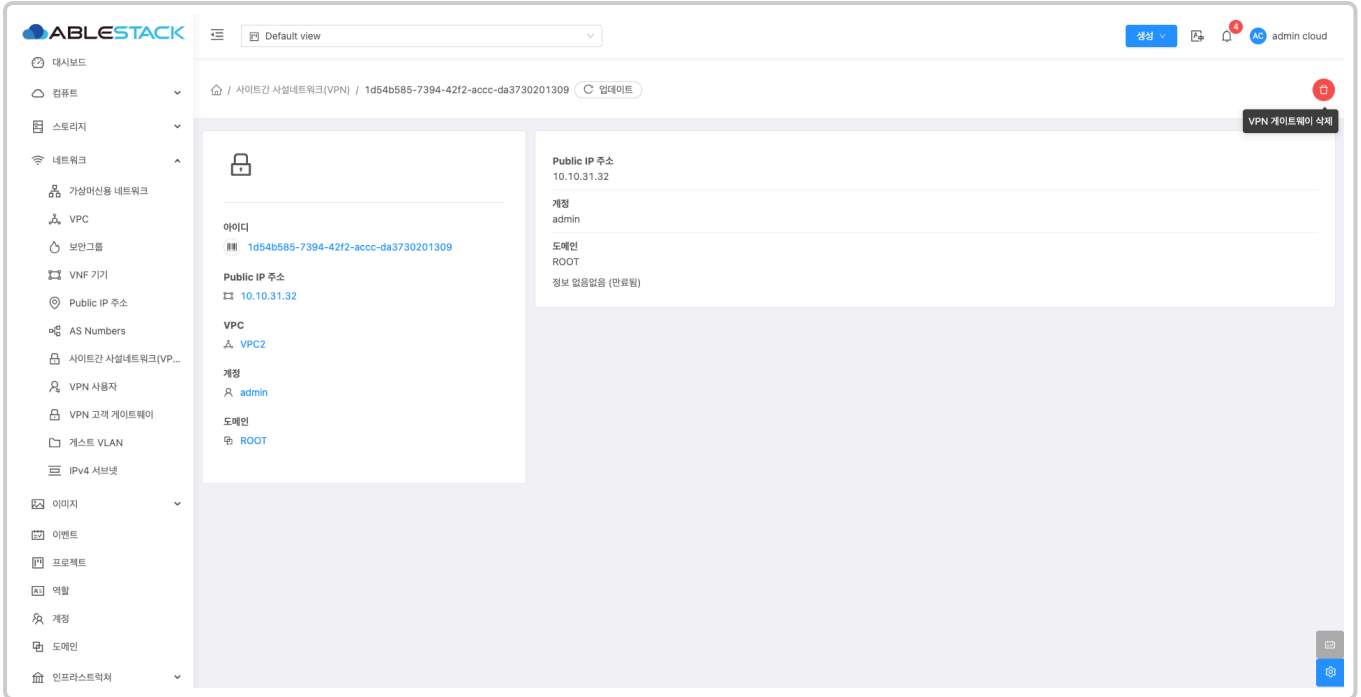 ABLESTACK
Default view
생성
4
AC
admin cloud
대시보드
컴퓨트
스토리지
네트워크
가상머신용 네트워크
VPC
보안그룹
VNF 기기
Public IP 주소
AS Numbers
사이트간 사설네트워크(VP...
VPN 사용자
VPN 고객 게이트웨이
게스트 VLAN
IPv4 서브넷
이미지
이벤트
프로젝트
역할
계정
도메인
인프라스트럭쳐
/ 사이트간 사설네트워크(VPN) / 1d54b585-7394-42f2-accc-da3730201309 업데이트
VPN 게이트웨이 삭제
아이디
1d54b585-7394-42f2-accc-da3730201309
Public IP 주소
10.10.31.32
VPC
VPC2
계정
admin
도메인
ROOT
Public IP 주소
10.10.31.32
계정
admin
도메인
ROOT
정보 없음없음 (만료됨)